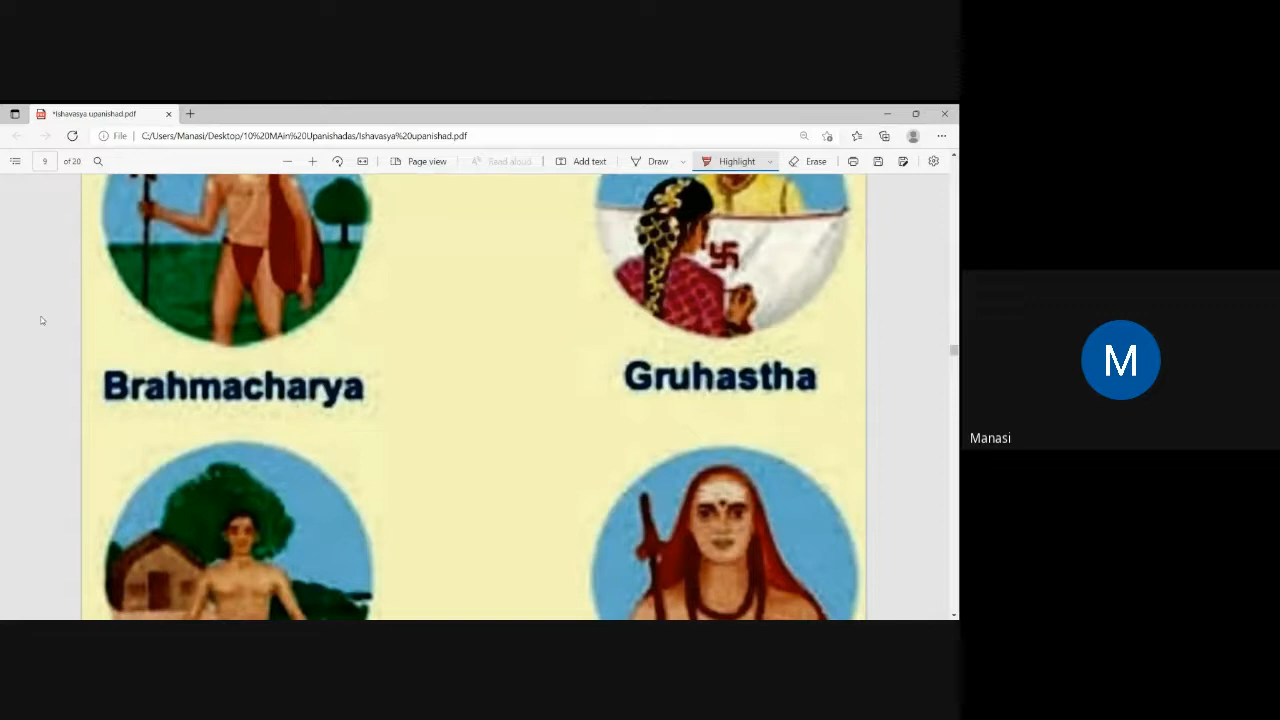 *Ishavasya upanishad.pdf
File
C:/Users/Manasi/Desktop/10%20MAin%20Upanishadas/Ishavasya%20upanishad.pdf
9 of 20
Page view
Read aloud
Add text
Draw
Highlight
Erase
Brahmacharya
Gruhastha
M
Manasi